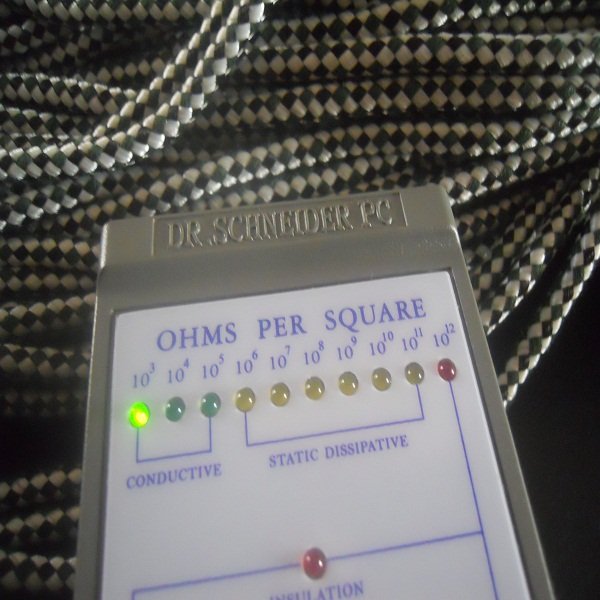 DR.SCHNEIDER PC
OHMS PER SQUARE
10³ 10⁴ 10⁵ 10⁶ 10⁷ 10⁸ 10⁹ 10¹⁰ 10¹¹ 10¹²
CONDUCTIVE STATIC DISSIPATIVE
INSULATION